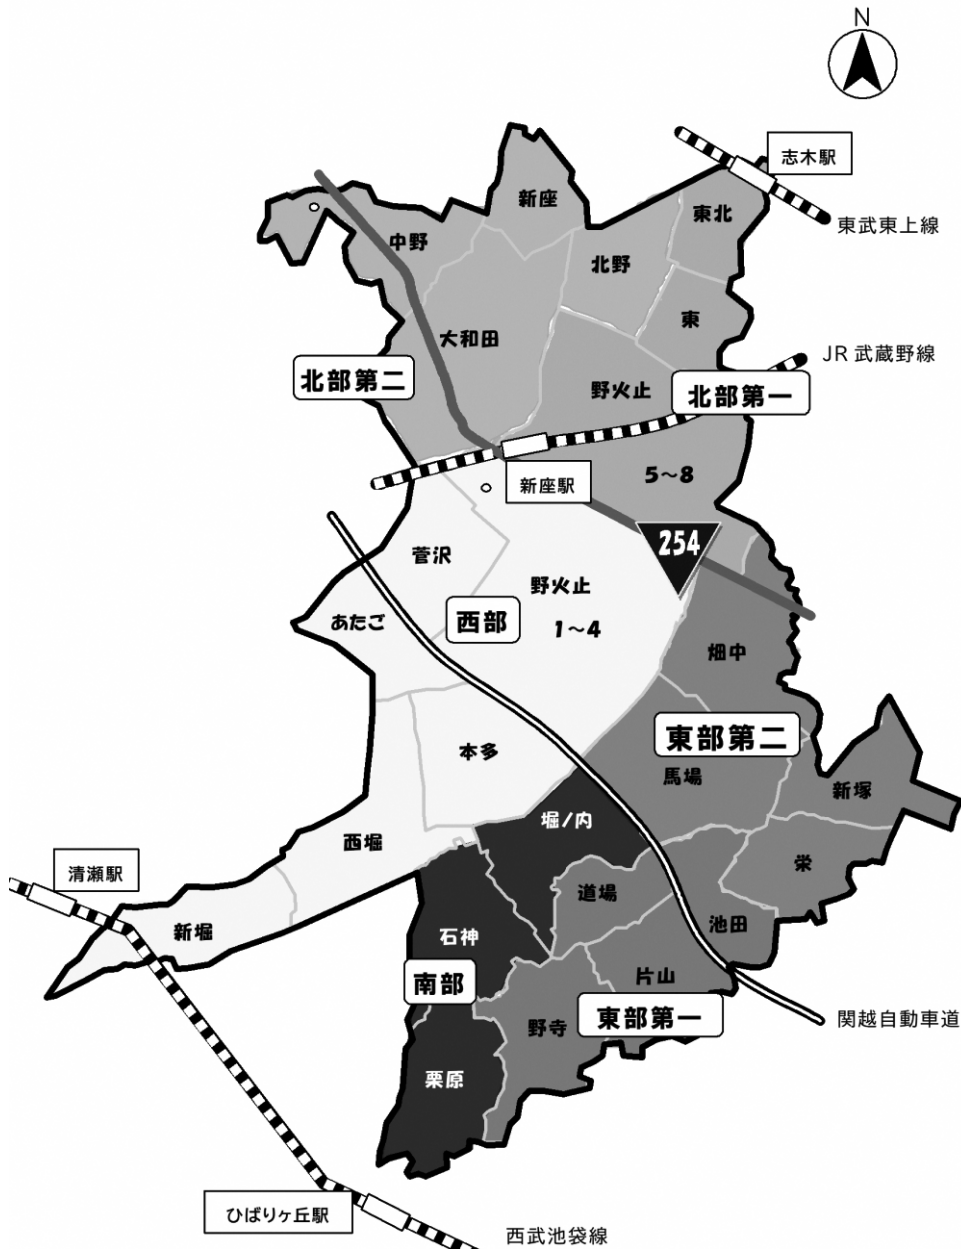 N
志木駅
東武東上線
新座
東北
中野
北野
東
大和田
JR 武蔵野線
北部第二
野火止
北部第一
5～8
新座駅
254
菅沢
野火止
あたご
西部
1～4
畑中
東部第二
本多
馬場
新塚
堀ノ内
西堀
栄
清瀬駅
道場
池田
新堀
石神
片山
南部
東部第一
野寺
関越自動車道
栗原
ひばりヶ丘駅
西武池袋線